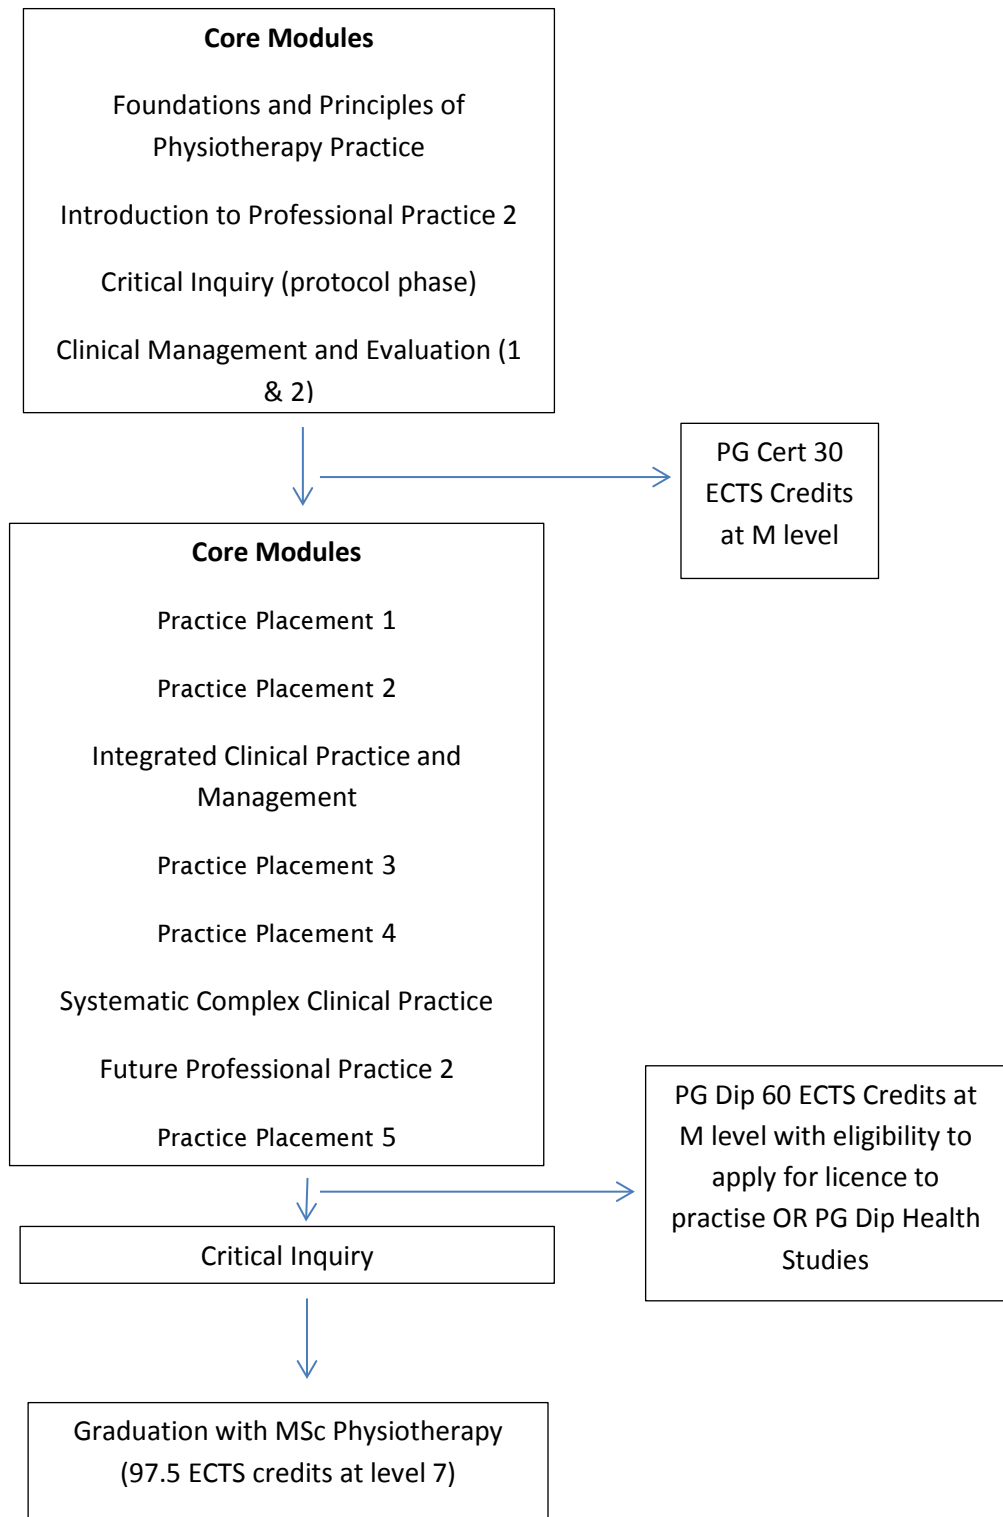 Core Modules
Foundations and Principles of
Physiotherapy Practice
Introduction to Professional Practice 2
Critical Inquiry (protocol phase)
Clinical Management and Evaluation (1
& 2)
PG Cert 30
ECTS Credits
at M level
Core Modules
Practice Placement 1
Practice Placement 2
Integrated Clinical Practice and
Management
Practice Placement 3
Practice Placement 4
Systematic Complex Clinical Practice
Future Professional Practice 2
Practice Placement 5
PG Dip 60 ECTS Credits at
M level with eligibility to
apply for licence to
practise OR PG Dip Health
Studies
Critical Inquiry
Graduation with MSc Physiotherapy
(97.5 ECTS credits at level 7)